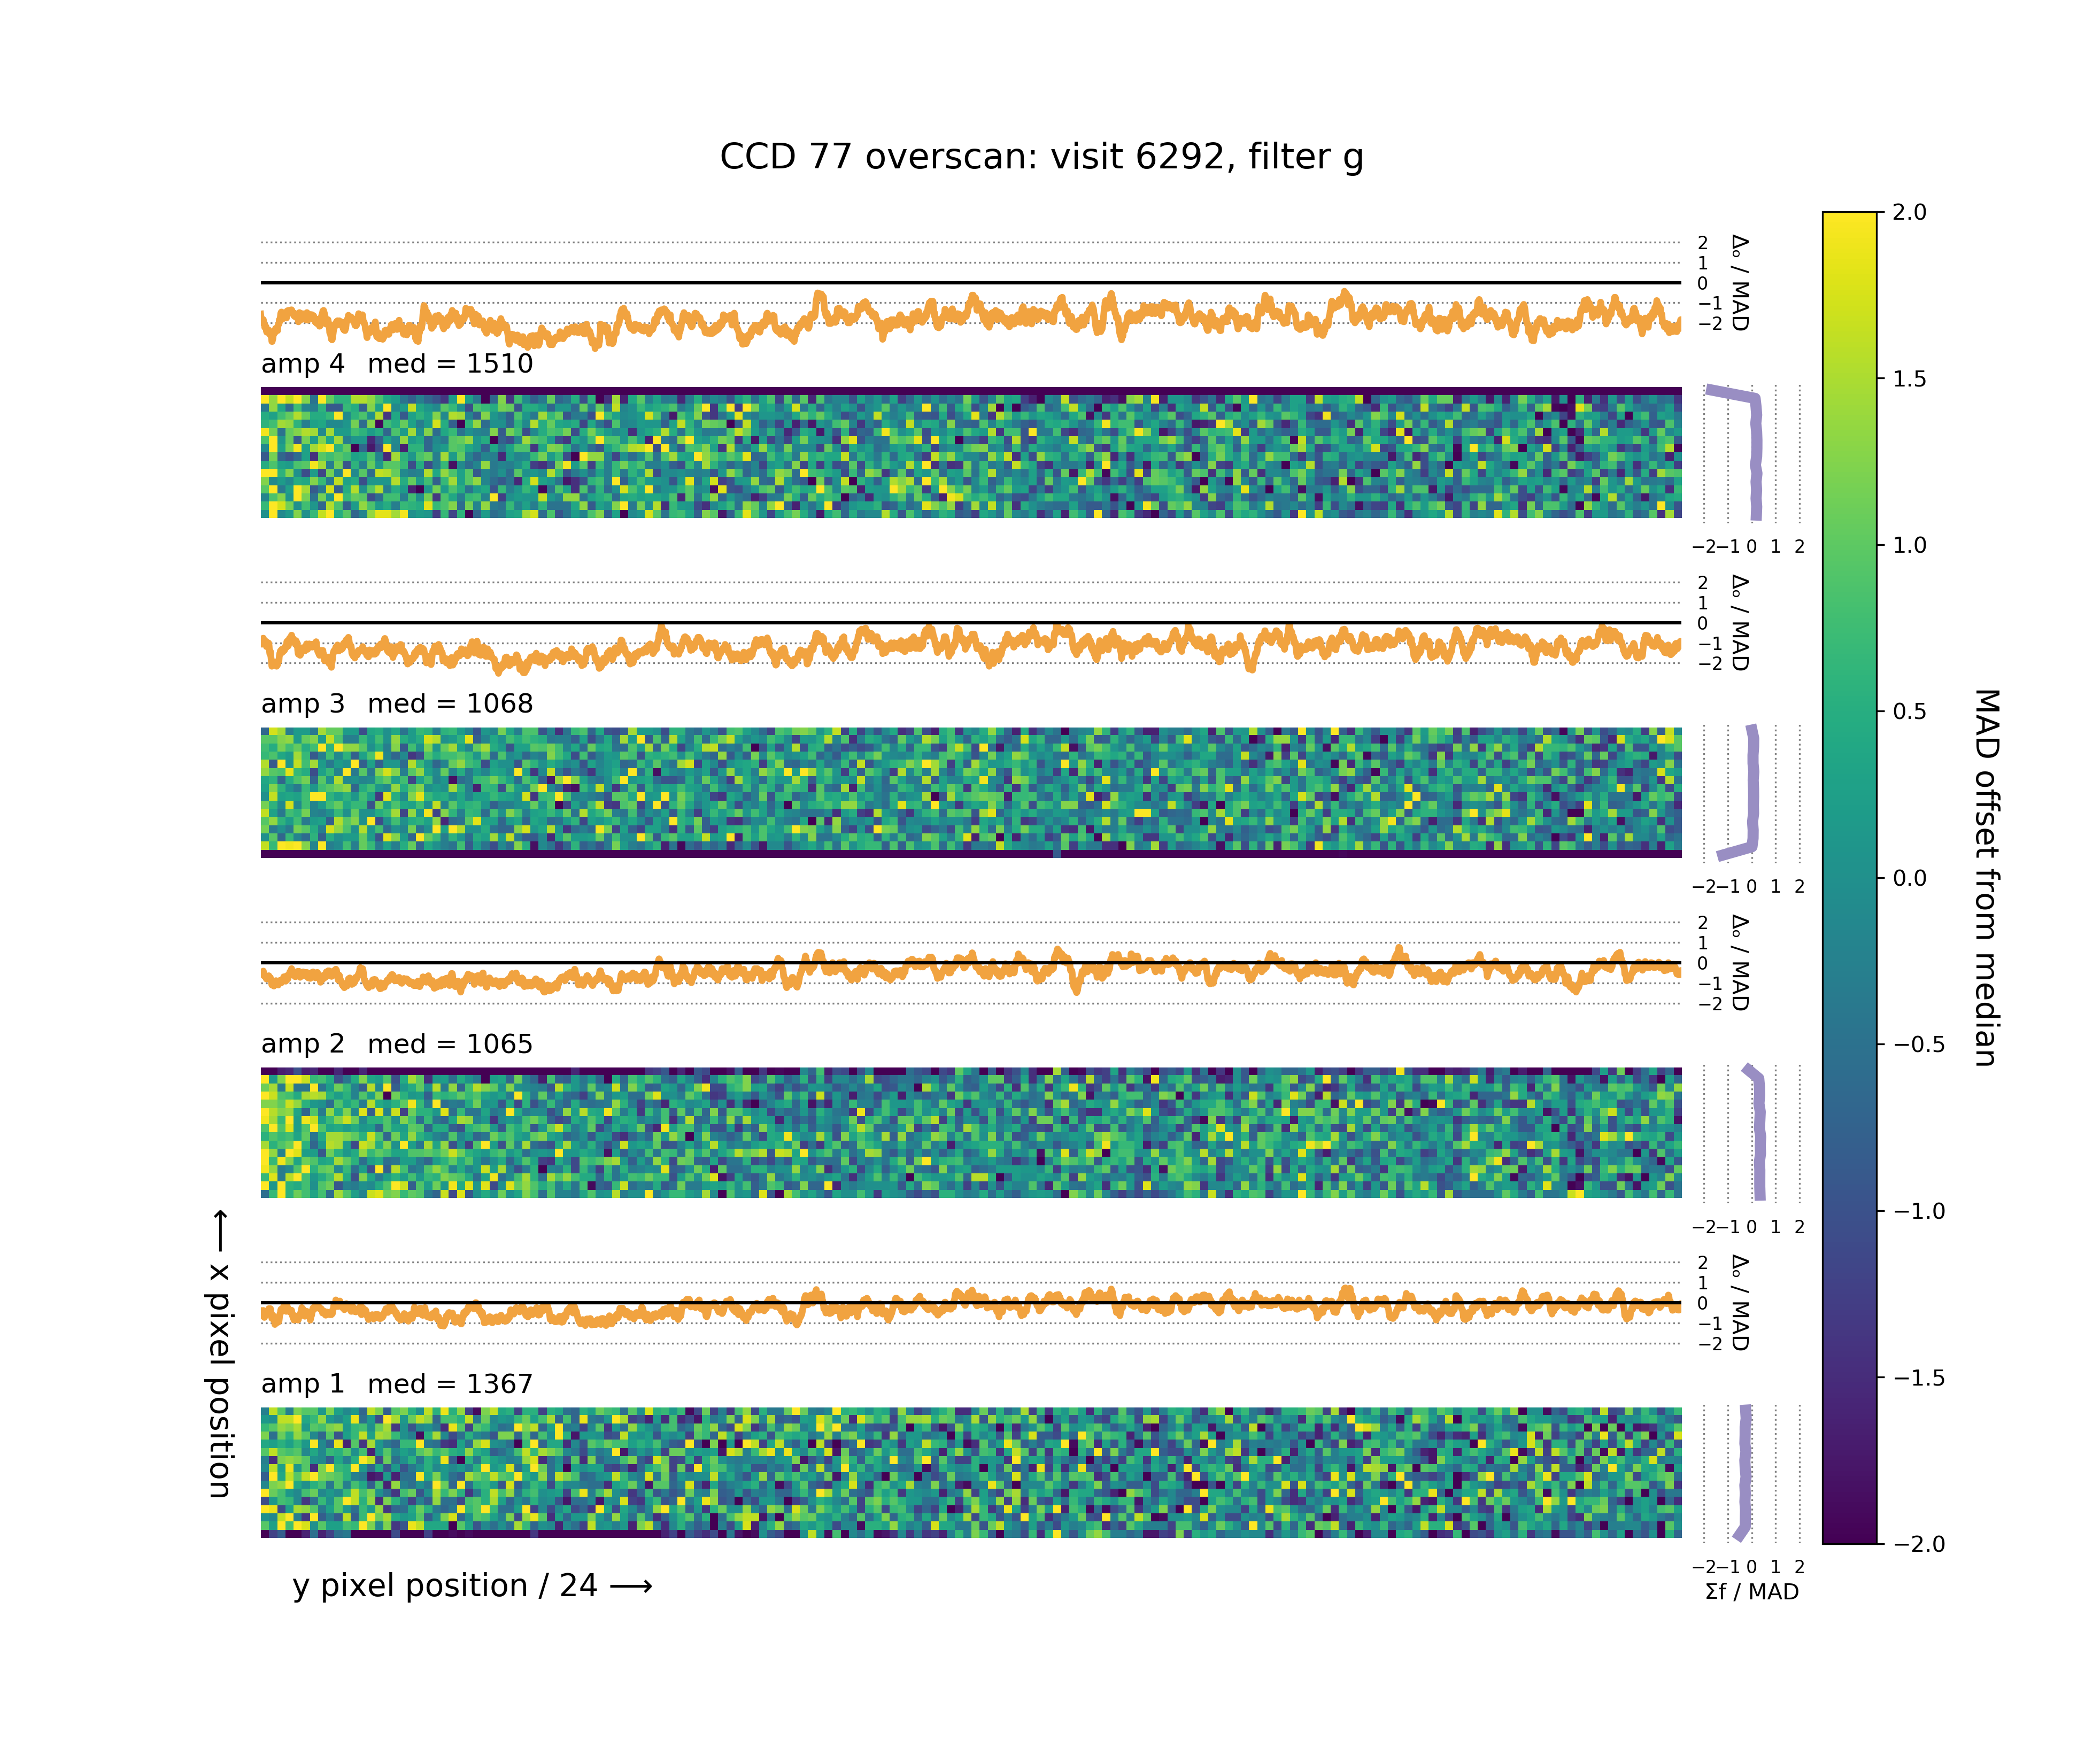 CCD 77 overscan: visit 6292, filter g
2
1
0
−1
−2
Δₒ / MAD
amp 4 med = 1510
−2 −1 0 1 2
2
1
0
−1
−2
Δₒ / MAD
amp 3 med = 1068
−2 −1 0 1 2
2
1
0
−1
−2
Δₒ / MAD
amp 2 med = 1065
−2 −1 0 1 2
2
1
0
−1
−2
Δₒ / MAD
amp 1 med = 1367
−2 −1 0 1 2
Σf / MAD
x pixel position ⟶
y pixel position / 24 ⟶
2.0
1.5
1.0
0.5
0.0
−0.5
−1.0
−1.5
−2.0
MAD offset from median